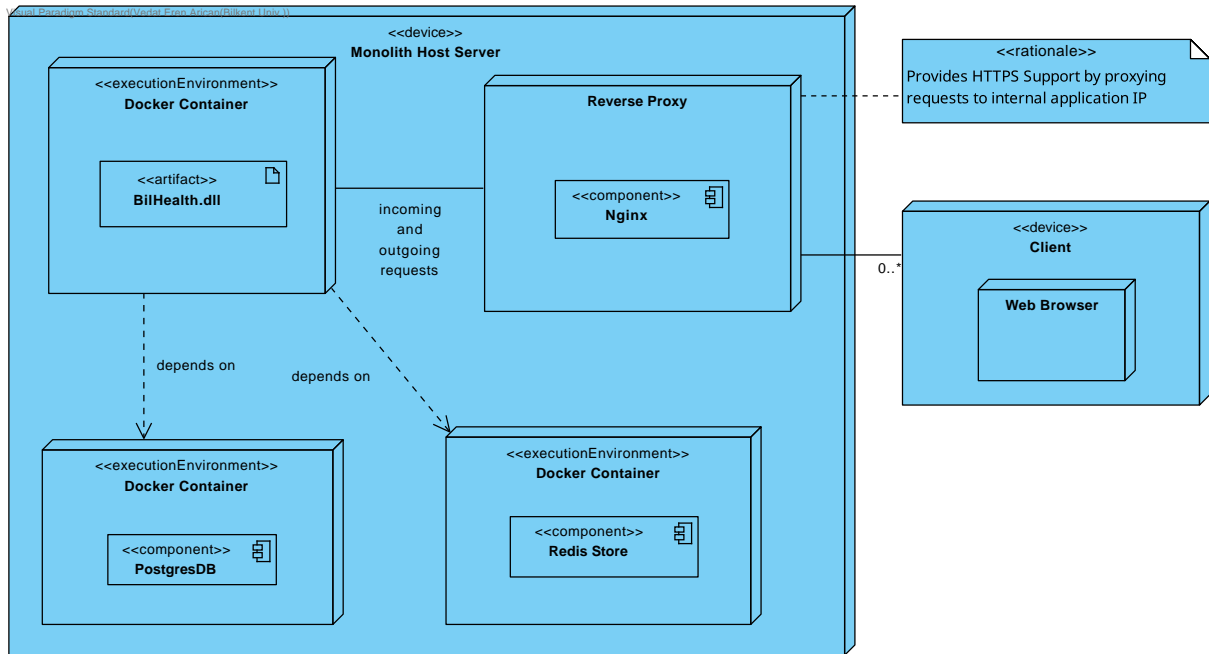 Visual Paradigm Standard(Vedat Eren Arican(Bilkent Univ.))
<<device>>
Monolith Host Server
<<executionEnvironment>>
Docker Container
<<artifact>>
BilHealth.dll
incoming
and
outgoing
requests
Reverse Proxy
<<component>>
Nginx
<<rationale>>
Provides HTTPS Support by proxying
requests to internal application IP
0..*
<<device>>
Client
Web Browser
depends on
depends on
<<executionEnvironment>>
Docker Container
<<component>>
PostgresDB
<<executionEnvironment>>
Docker Container
<<component>>
Redis Store